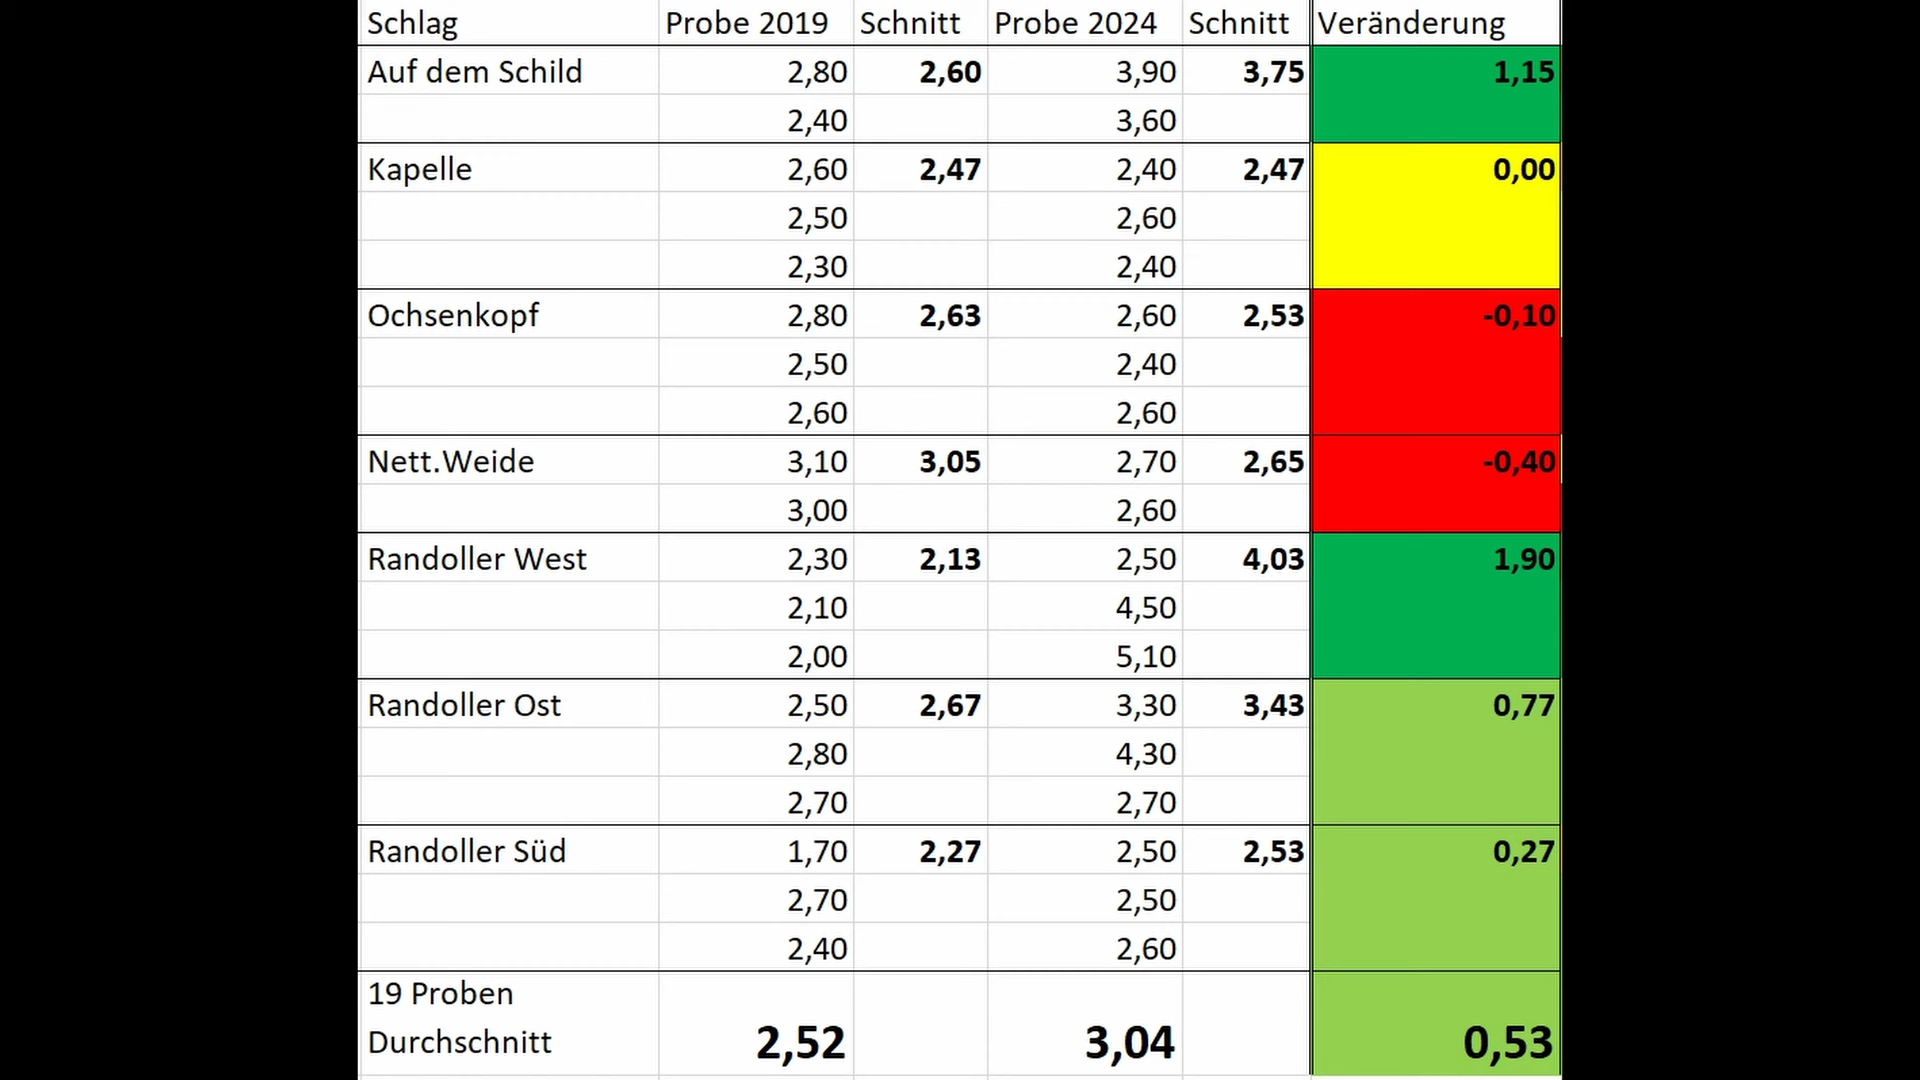 Schlag Probe 2019 Schnitt Probe 2024 Schnitt Veränderung
Auf dem Schild 2,80 2,60 3,90 3,75 1,15
2,40 3,60
Kapelle 2,60 2,47 2,40 2,47 0,00
2,50 2,60
2,30 2,40
Ochsenkopf 2,80 2,63 2,60 2,53 -0,10
2,50 2,40
2,60 2,60
Nett.Weide 3,10 3,05 2,70 2,65 -0,40
3,00 2,60
Randoller West 2,30 2,13 2,50 4,03 1,90
2,10 4,50
2,00 5,10
Randoller Ost 2,50 2,67 3,30 3,43 0,77
2,80 4,30
2,70 2,70
Randoller Süd 1,70 2,27 2,50 2,53 0,27
2,70 2,50
2,40 2,60
19 Proben
Durchschnitt 2,52 3,04 0,53